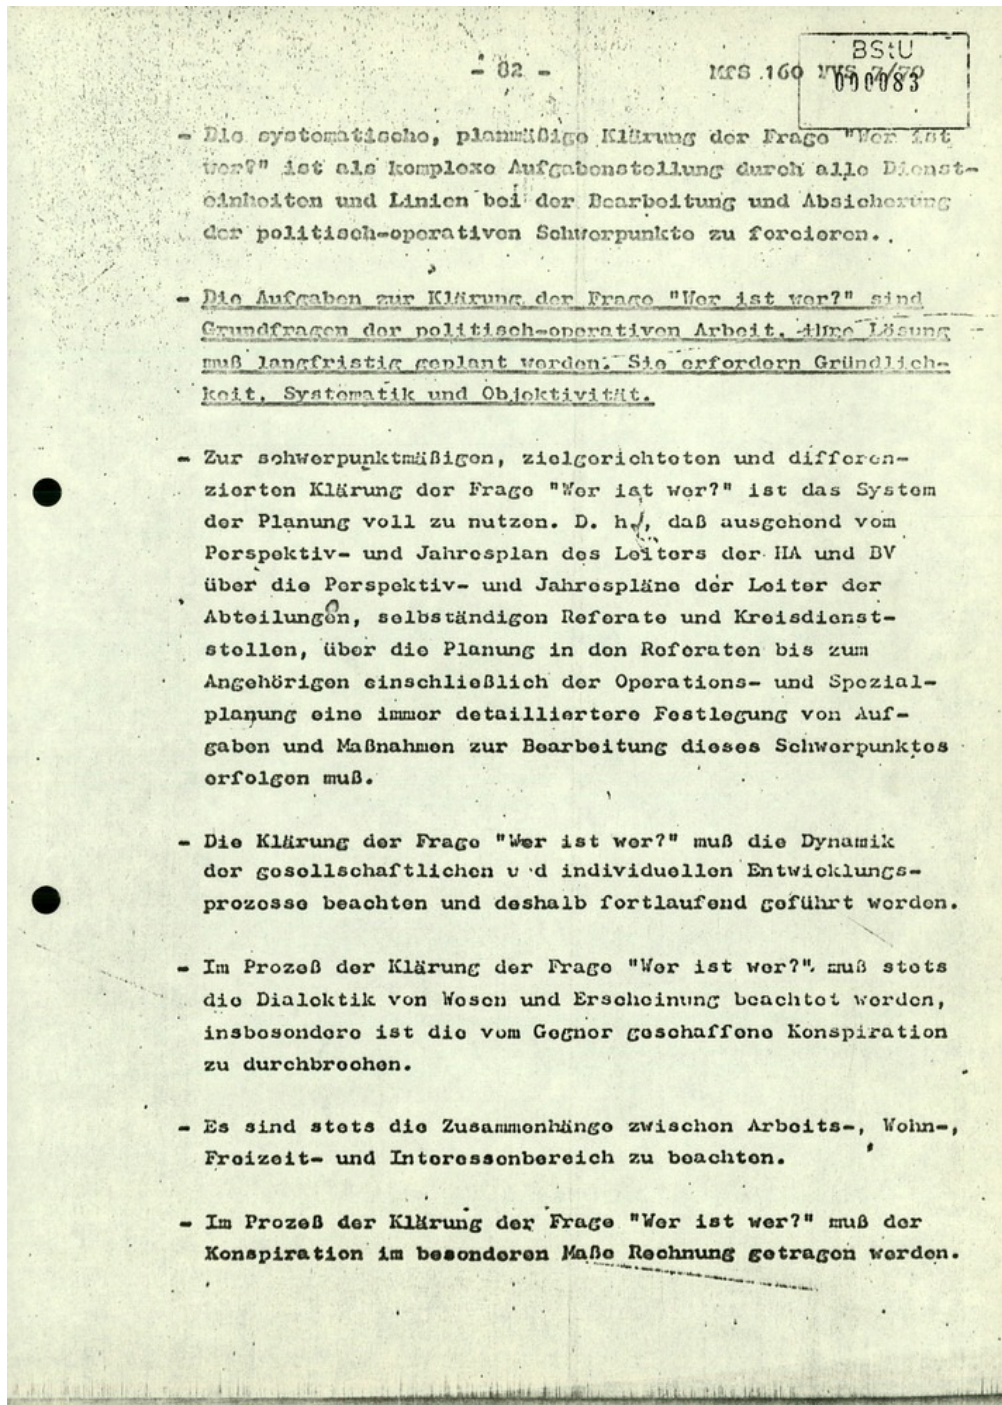 BStU
000083
- 82 -
MfS 160 VVS 7/70
- Die systematische, planmäßige Klärung der Frage "Wer ist
wer?" ist als komplexe Aufgabenstellung durch alle Dienst-
einheiten und Linien bei der Bearbeitung und Absicherung
der politisch-operativen Schwerpunkte zu forcieren.
- Die Aufgaben zur Klärung der Frage "Wer ist wer?" sind
Grundfragen der politisch-operativen Arbeit, ihre Lösung
muß langfristig geplant werden. Sie erfordern Gründlich-
keit, Systematik und Objektivität.
- Zur schwerpunktmäßigen, zielgerichteten und differen-
zierten Klärung der Frage "Wer ist wer?" ist das System
der Planung voll zu nutzen. D. h., daß ausgehend vom
Perspektiv- und Jahresplan des Leiters der HA und BV
über die Perspektiv- und Jahrespläne der Leiter der
Abteilungen, selbständigen Referate und Kreisdienst-
stellen, über die Planung in den Referaten bis zum
Angehörigen einschließlich der Operations- und Spezial-
planung eine immer detailliertere Festlegung von Auf-
gaben und Maßnahmen zur Bearbeitung dieses Schwerpunktes
erfolgen muß.
- Die Klärung der Frage "Wer ist wer?" muß die Dynamik
der gesellschaftlichen und individuellen Entwicklungs-
prozesse beachten und deshalb fortlaufend geführt werden.
- Im Prozeß der Klärung der Frage "Wer ist wer?" muß stets
die Dialektik von Wesen und Erscheinung beachtet werden,
insbesondere ist die vom Gegner geschaffene Konspiration
zu durchbrechen.
- Es sind stets die Zusammenhänge zwischen Arbeits-, Wohn-,
Freizeit- und Interessenbereich zu beachten.
- Im Prozeß der Klärung der Frage "Wer ist wer?" muß der
Konspiration im besonderen Maße Rechnung getragen werden.